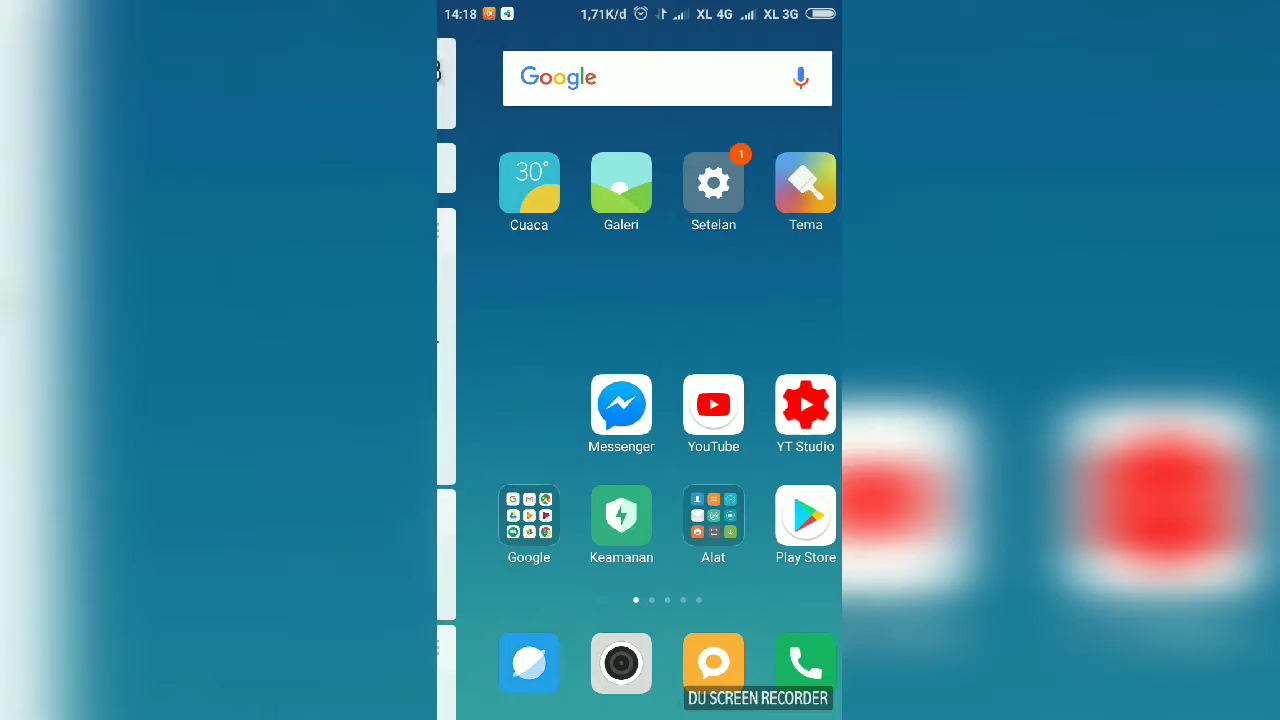 14:18 1,71K/d XL 4G XL 3G
Google
30°
1
Cuaca Galeri Setelan Tema
Messenger YouTube YT Studio
Google Keamanan Alat Play Store
DU SCREEN RECORDER